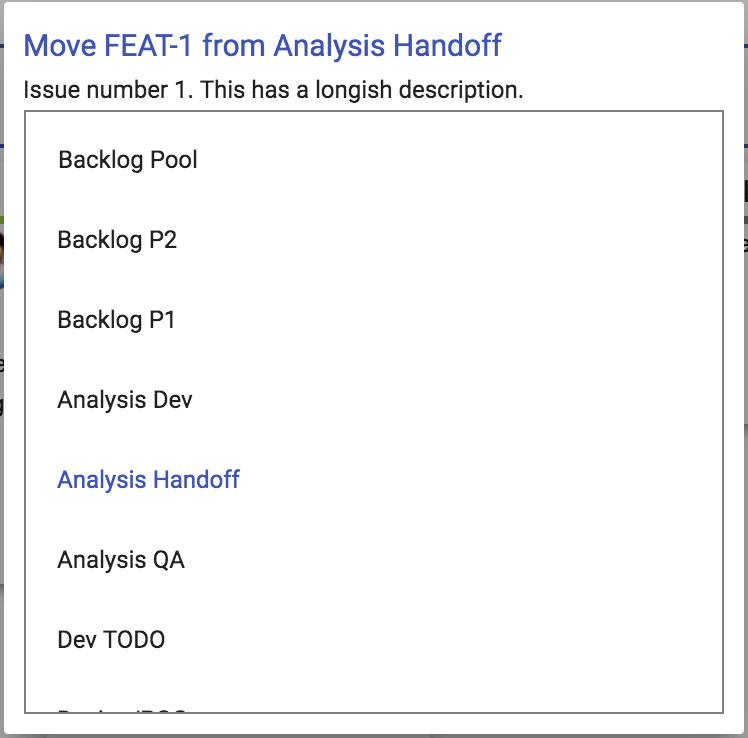 Move FEAT-1 from Analysis Handoff
Issue number 1. This has a longish description.
Backlog Pool
Backlog P2
Backlog P1
Analysis Dev
Analysis Handoff
Analysis QA
Dev TODO